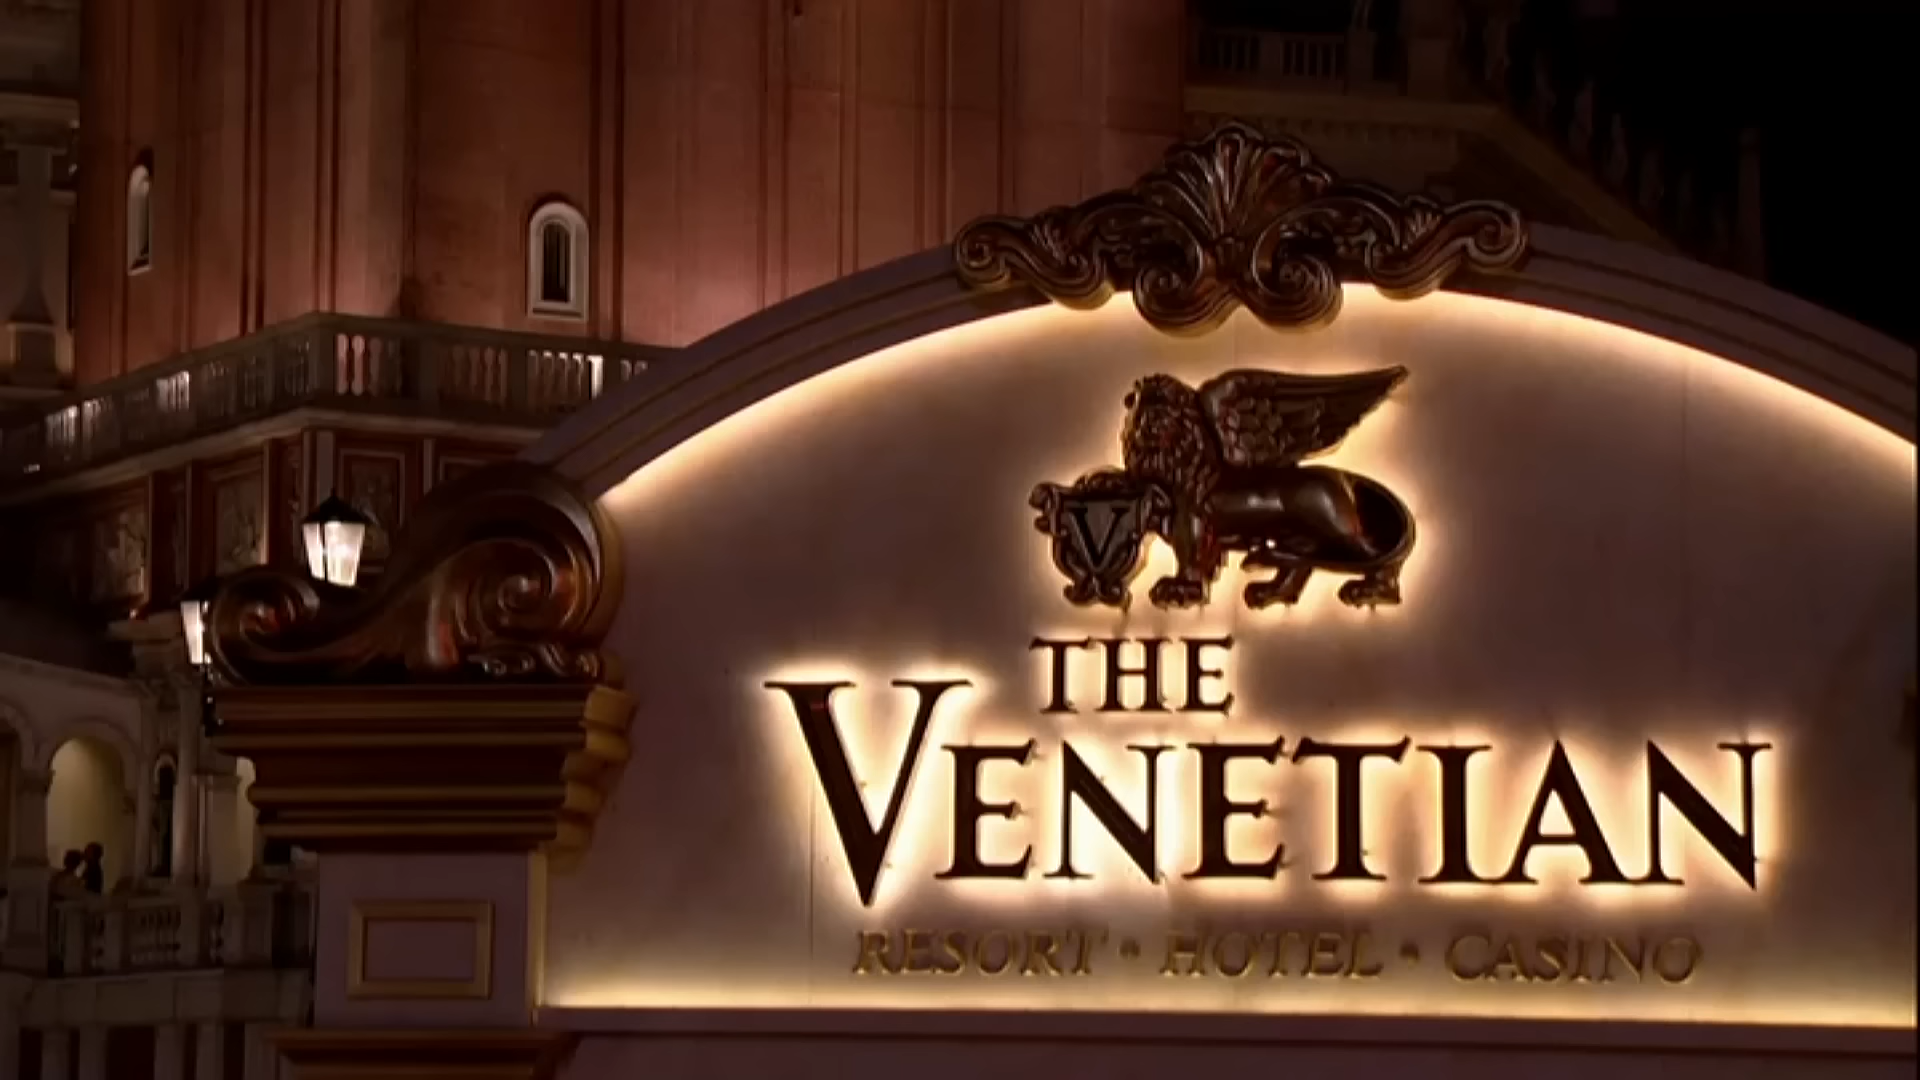 V
THE
VENETIAN
RESORT • HOTEL • CASINO